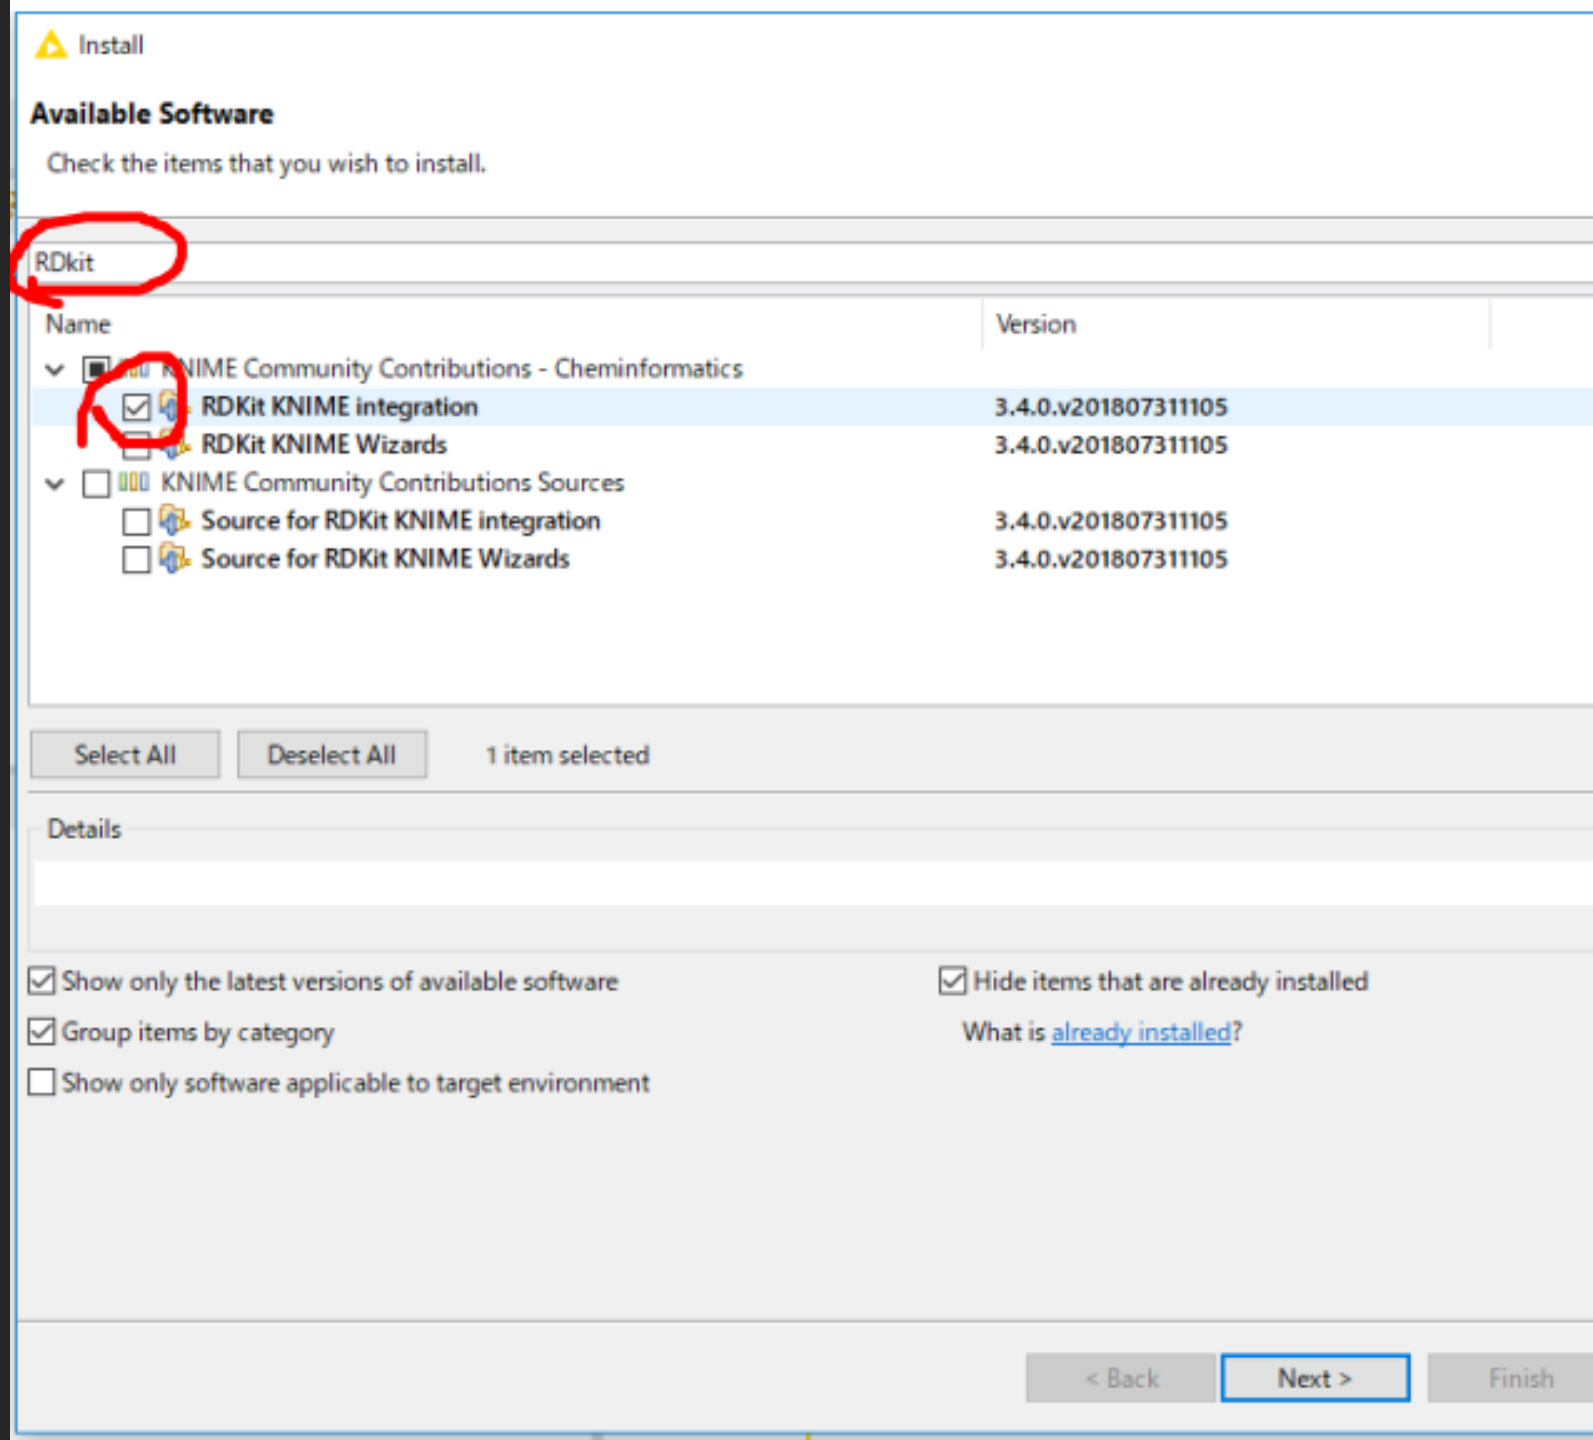 Install
Available Software
Check the items that you wish to install.
RDkit
Name Version
KNIME Community Contributions - Cheminformatics
RDKit KNIME integration 3.4.0.v201807311105
RDKit KNIME Wizards 3.4.0.v201807311105
KNIME Community Contributions Sources
Source for RDKit KNIME integration 3.4.0.v201807311105
Source for RDKit KNIME Wizards 3.4.0.v201807311105
Select All Deselect All 1 item selected
Details
Show only the latest versions of available software Hide items that are already installed
Group items by category What is already installed?
Show only software applicable to target environment
< Back Next > Finish